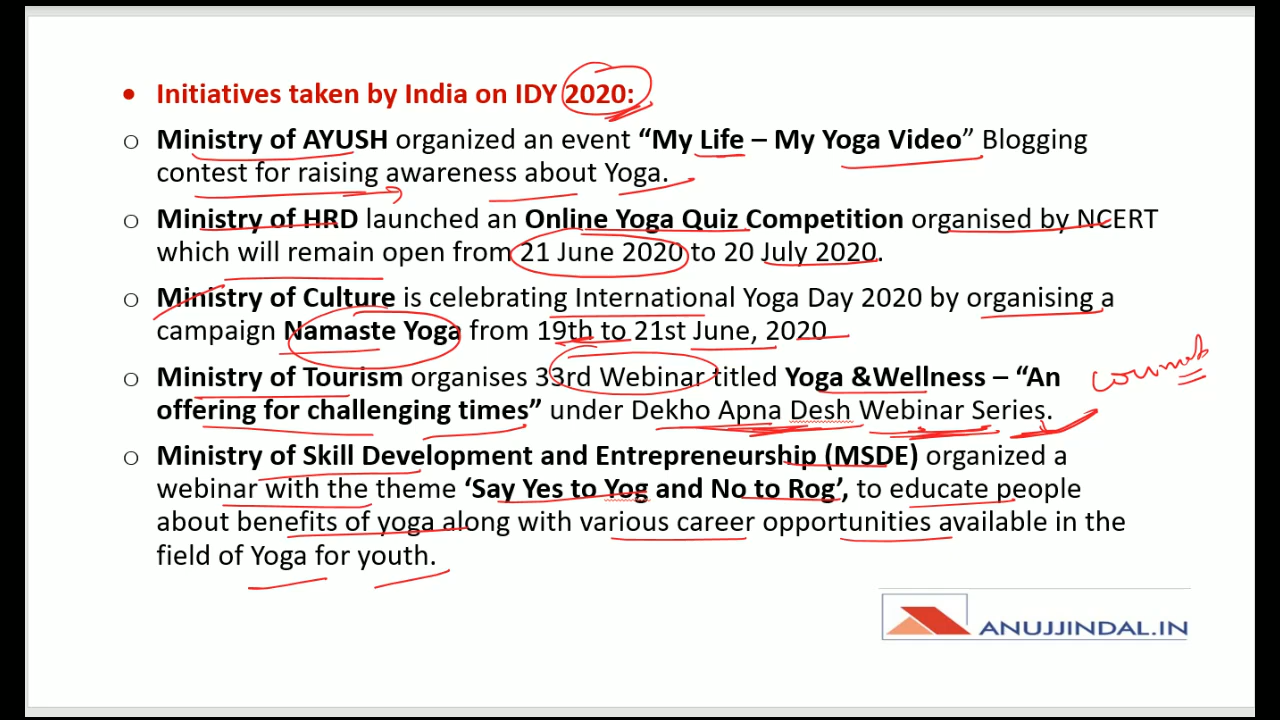 • Initiatives taken by India on IDY 2020:
○ Ministry of AYUSH organized an event “My Life – My Yoga Video” Blogging
contest for raising awareness about Yoga.
○ Ministry of HRD launched an Online Yoga Quiz Competition organised by NCERT
which will remain open from 21 June 2020 to 20 July 2020.
○ Ministry of Culture is celebrating International Yoga Day 2020 by organising a
campaign Namaste Yoga from 19th to 21st June, 2020
○ Ministry of Tourism organises 33rd Webinar titled Yoga &Wellness – “An
offering for challenging times” under Dekho Apna Desh Webinar Series.
○ Ministry of Skill Development and Entrepreneurship (MSDE) organized a
webinar with the theme ‘Say Yes to Yog and No to Rog’, to educate people
about benefits of yoga along with various career opportunities available in the
field of Yoga for youth.
ANUJJINDAL.IN